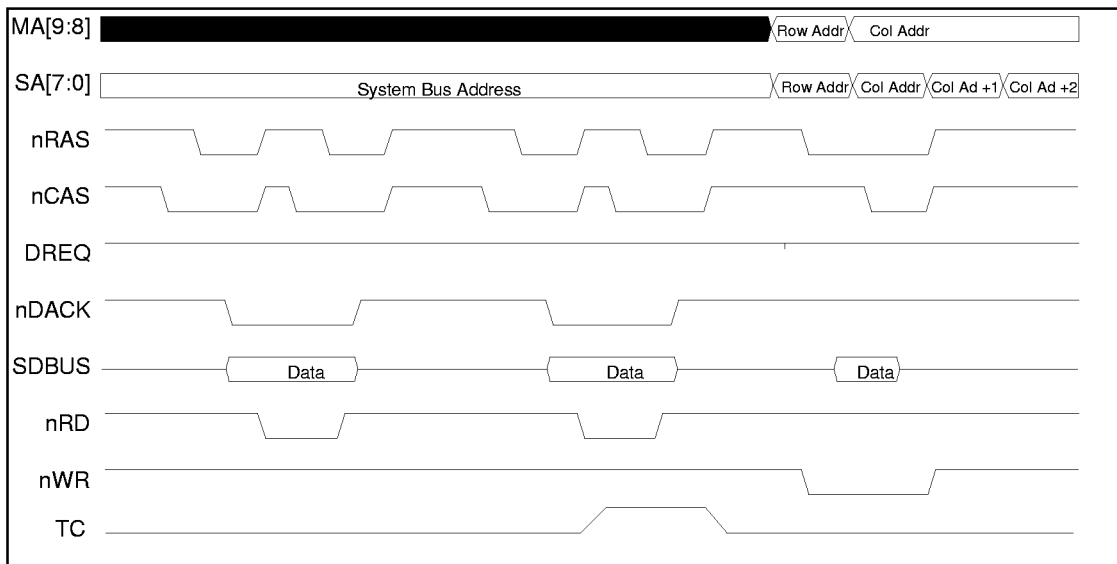 MA[9:8] Row Addr Col Addr
SA[7:0] System Bus Address Row Addr Col Addr Col Ad +1 Col Ad +2
nRAS
nCAS
DREQ
nDACK
SDBUS Data Data Data
nRD
nWR
TC